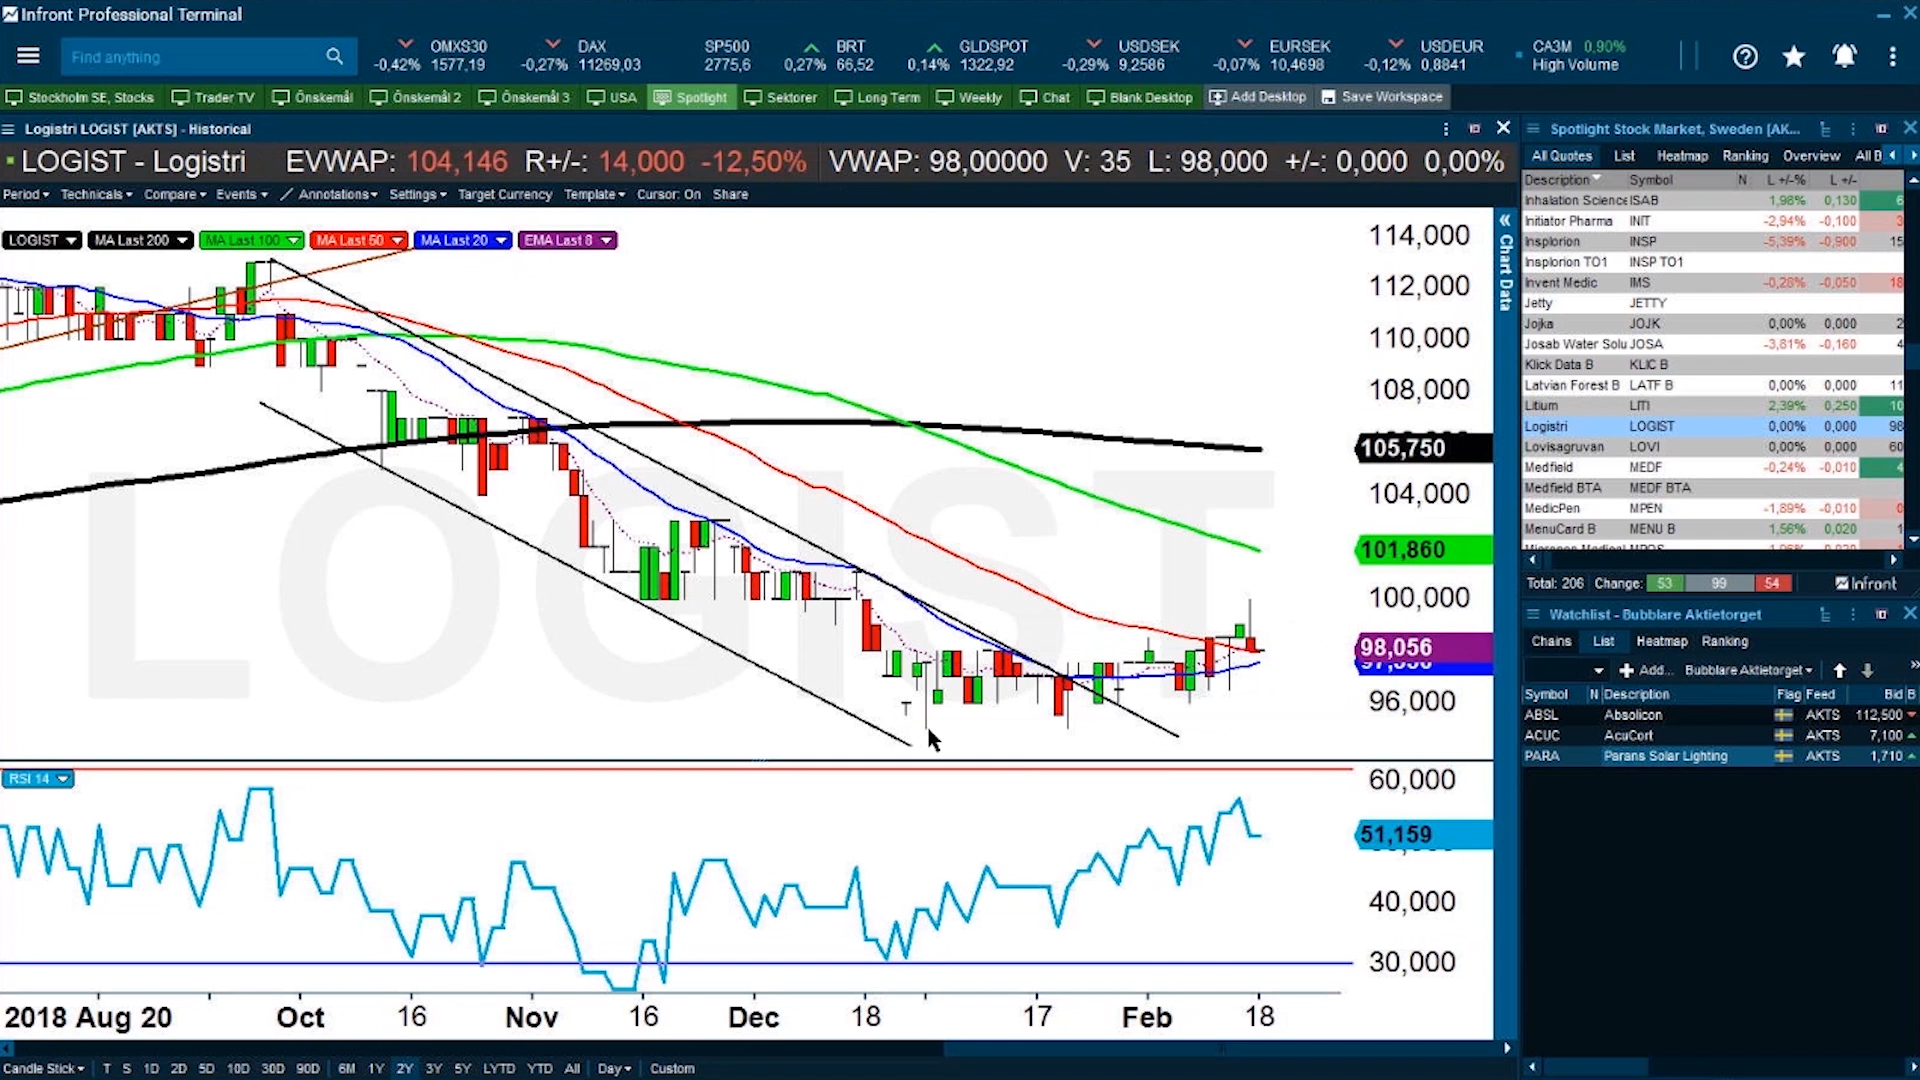 Infront Professional Terminal
Find anything
OMXS30 DAX SP500 BRT GLDSPOT USDSEK EURSEK USDEUR CA3M 0,90%
-0,42% 1577,19 -0,27% 11269,03 2775,6 0,27% 66,52 0,14% 1322,92 -0,29% 9,2586 -0,07% 10,4698 -0,12% 0,8841 High Volume
Stockholm SE, Stocks Trader TV Önskemål Önskemål 2 Önskemål 3 USA Spotlight Sektorer Long Term Weekly Chat Blank Desktop Add Desktop Save Workspace
Logistri LOGIST [AKTS] - Historical
LOGIST - Logistri EVWAP: 104,146 R+/-: 14,000 -12,50% VWAP: 98,00000 V: 35 L: 98,000 +/-: 0,000 0,00%
Period Technicals Compare Events Annotations Settings Target Currency Template Cursor: On Share
LOGIST MA Last 200 MA Last 100 MA Last 50 MA Last 20 EMA Last 8
Chart Data
LOGIST
114,000
112,000
110,000
108,000
105,750
104,000
101,860
100,000
98,056
96,000
RSI 14
60,000
51,159
40,000
30,000
2018 Aug 20 Oct 16 Nov 16 Dec 18 17 Feb 18
Candle Stick T S 1D 2D 5D 10D 30D 90D 6M 1Y 2Y 3Y 5Y LYTD YTD All Day Custom
Spotlight Stock Market, Sweden [AK...
All Quotes List Heatmap Ranking Overview All B
Description Symbol N L +/-% L +/-
Inhalation Science ISAB 1,98% 0,130 6
Initiator Pharma INIT -2,94% -0,100 3
Insplorion INSP -5,39% -0,900 15
Insplorion TO1 INSP TO1
Invent Medic IMS -0,28% -0,050 18
Jetty JETTY
Jojka JOJK 0,00% 0,000 2
Josab Water Solu JOSA -3,81% -0,160 4
Klick Data B KLIC B
Latvian Forest B LATF B 0,00% 0,000 11
Litium LITI 2,39% 0,250 10
Logistri LOGIST 0,00% 0,000 98
Lovisagruvan LOVI 0,00% 0,000 60
Medfield MEDF -0,24% -0,010 4
Medfield BTA MEDF BTA
MedicPen MPEN -1,89% -0,010 0
MenuCard B MENU B 1,56% 0,020 1
Total: 206 Change: 53 99 54 Infront
Watchlist - Bubblare Aktietorget
Chains List Heatmap Ranking
Add... Bubblare Aktietorget
Symbol N Description Flag Feed Bid B
ABSL Absolicon AKTS 112,500
ACUC AcuCort AKTS 7,100
PARA Parans Solar Lighting AKTS 1,710